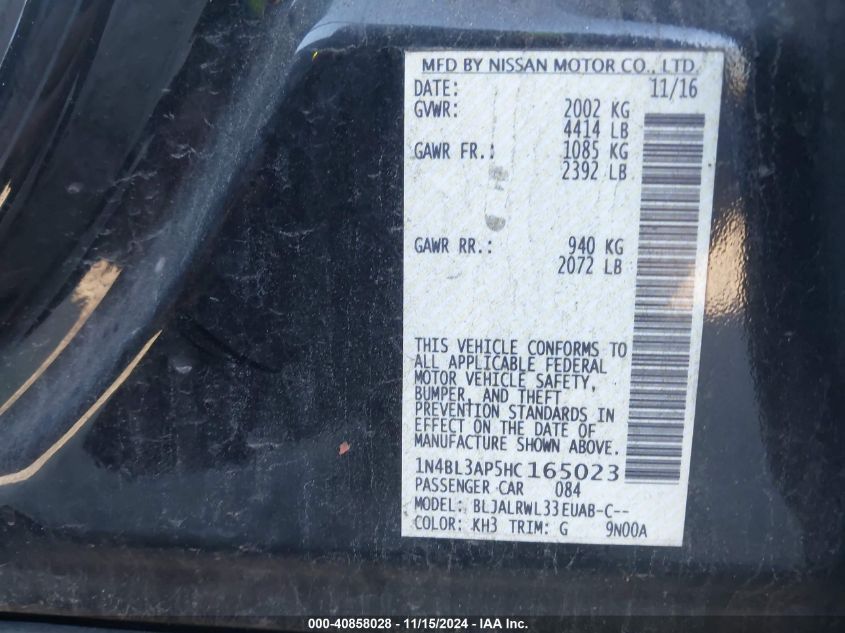 MFD BY NISSAN MOTOR CO., LTD.
DATE: 11/16
GVWR: 2002 KG
4414 LB
GAWR FR.: 1085 KG
2392 LB
GAWR RR.: 940 KG
2072 LB
THIS VEHICLE CONFORMS TO
ALL APPLICABLE FEDERAL
MOTOR VEHICLE SAFETY,
BUMPER, AND THEFT
PREVENTION STANDARDS IN
EFFECT ON THE DATE OF
MANUFACTURE SHOWN ABOVE.
1N4BL3AP5HC165023
PASSENGER CAR 084
MODEL: BLJALRWL33EUAB-C--
COLOR: KH3 TRIM: G 9N00A
000-40858028 - 11/15/2024 - IAA Inc.